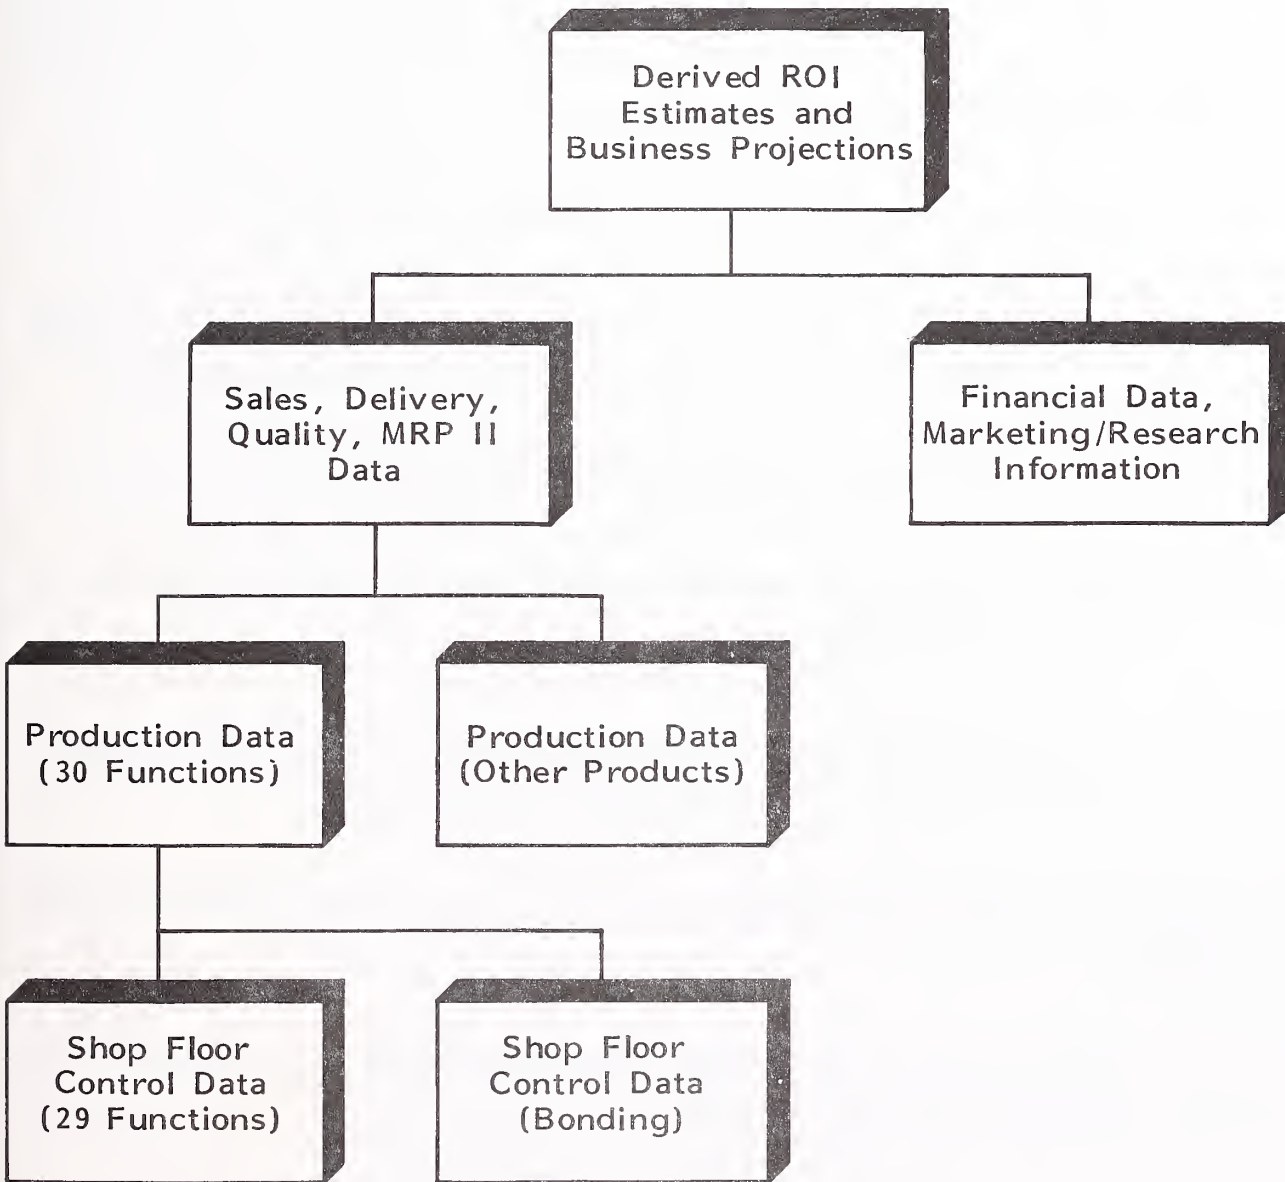 Derived ROI
Estimates and
Business Projections
Sales, Delivery,
Quality, MRP II
Data
Financial Data,
Marketing/Research
Information
Production Data
(30 Functions)
Production Data
(Other Products)
Shop Floor
Control Data
(29 Functions)
Shop Floor
Control Data
(Bonding)